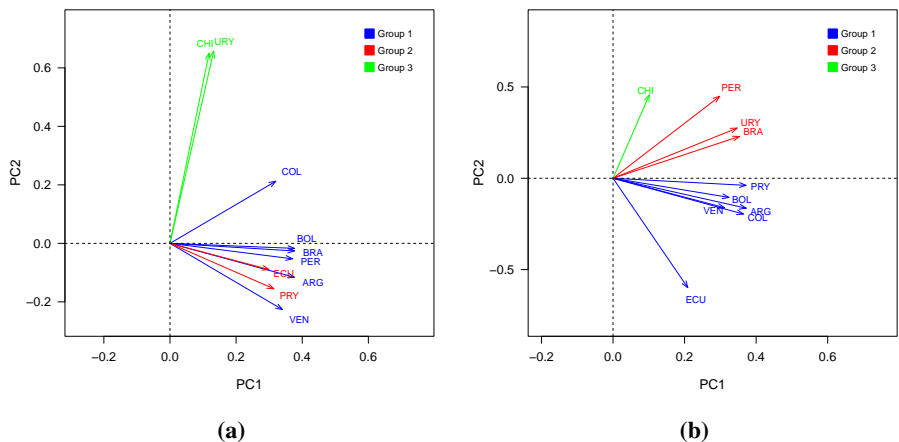 CHI URY
Group 1
Group 2
Group 3
COL
BOL
BRA
PER
ECU
ARG
PRY
VEN
0.6
0.4
0.2
0.0
−0.2
−0.2 0.0 0.2 0.4 0.6
PC1
PC2
(a)
Group 1
Group 2
Group 3
CHI
PER
URY
BRA
PRY
BOL
VEN ARG
COL
ECU
0.5
0.0
−0.5
−0.2 0.0 0.2 0.4 0.6
PC1
PC2
(b)